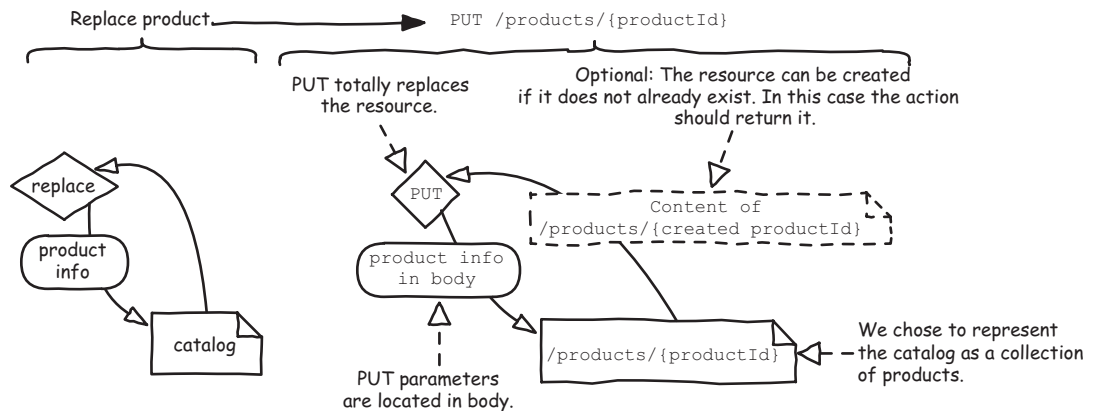 Replace product
PUT /products/{productId}
PUT totally replaces
the resource.
Optional: The resource can be created
if it does not already exist. In this case the action
should return it.
replace
product
info
catalog
PUT
Content of
/products/{created productId}
product info
in body
/products/{productId}
We chose to represent
the catalog as a collection
of products.
PUT parameters
are located in body.